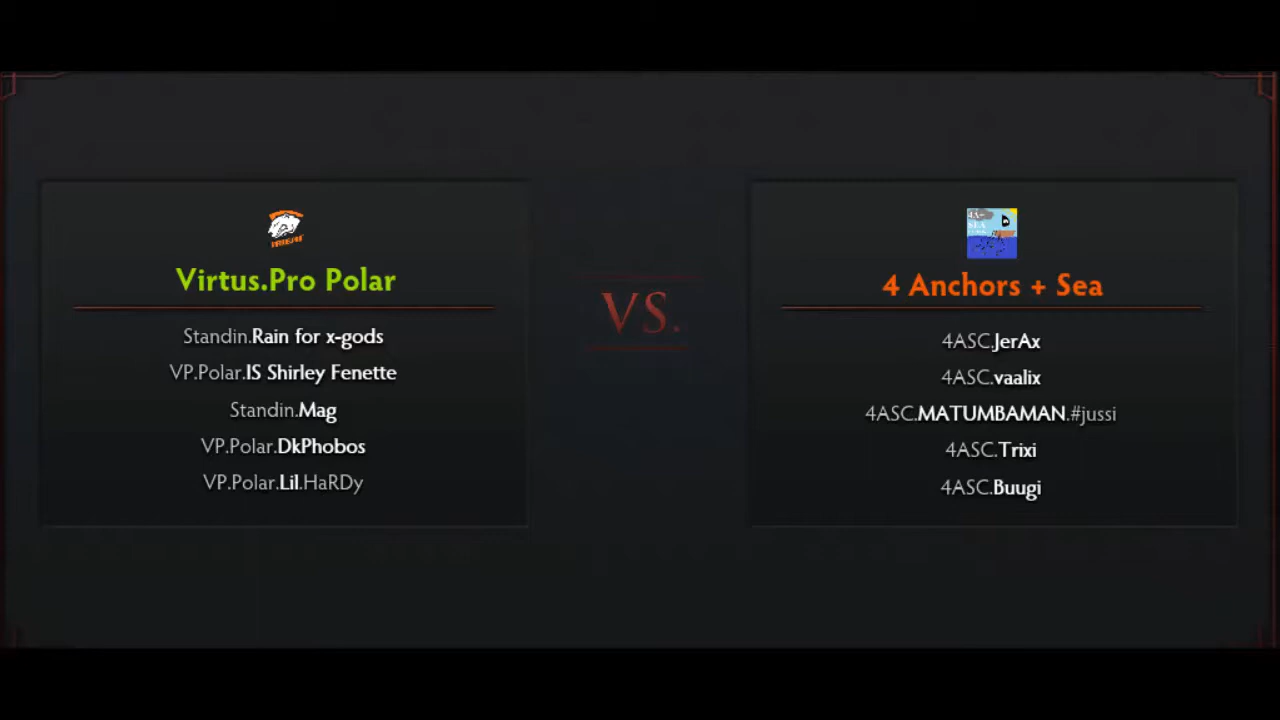 Virtus.Pro Polar
Standin.Rain for x-gods
VP.Polar.IS Shirley Fenette
Standin.Mag
VP.Polar.DkPhobos
VP.Polar.Lil.HaRDy
VS.
4 Anchors + Sea
4ASC.JerAx
4ASC.vaalix
4ASC.MATUMBAMAN.#jussi
4ASC.Trixi
4ASC.Buugi